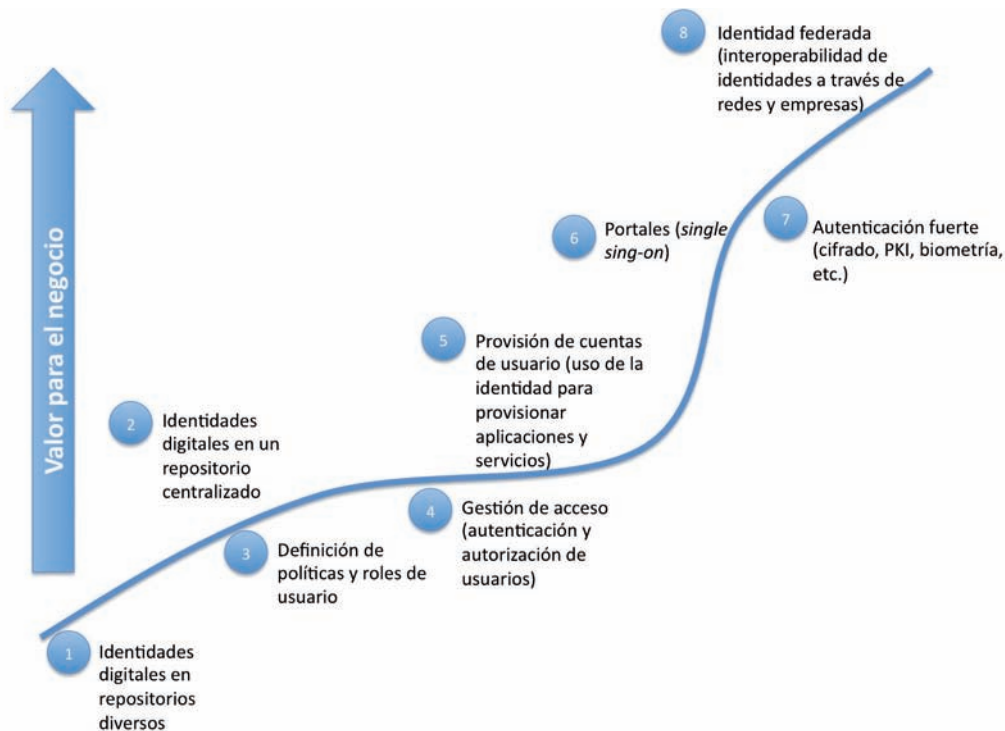 Valor para el negocio
1
Identidades
digitales en
repositorios
diversos
2
Identidades
digitales en un
repositorio
centralizado
3
Definición de
políticas y roles de
usuario
4
Gestión de acceso
(autenticación y
autorización de
usuarios)
5
Provisión de cuentas
de usuario (uso de la
identidad para
provisionar
aplicaciones y
servicios)
6
Portales (single
sing-on)
7
Autenticación fuerte
(cifrado, PKI, biometría,
etc.)
8
Identidad federada
(interoperabilidad de
identidades a través de
redes y empresas)